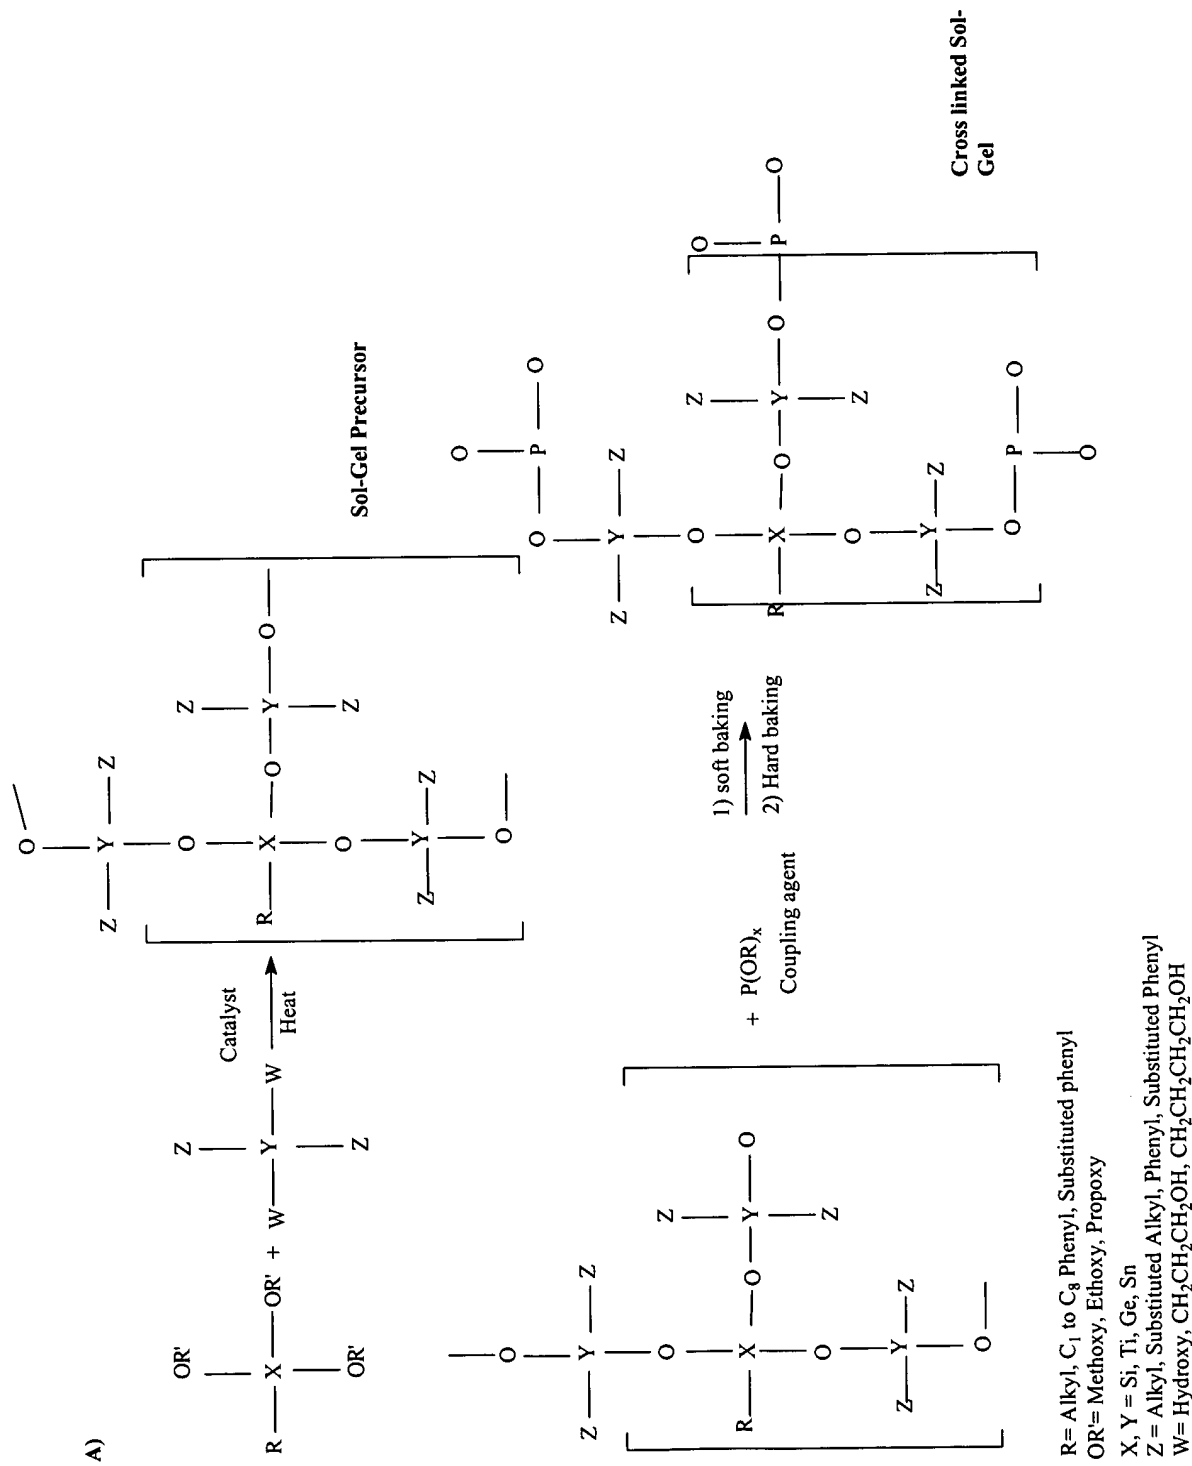 A)
OR'
R—X—OR' + W—Y—W
OR'
Z
Z
Catalyst
Heat
O
Z—Y—Z
O
R—X—O—Y—O
Z
Z
O
Z—Y—Z
O
Sol-Gel Precursor
O
Z—Y—Z
O
R—X—O—Y—O
Z
Z
O
Z—Y—Z
O
+ P(OR)x
Coupling agent
1) soft baking
2) Hard baking
O
O—P—O
Z—Y—Z
O
R—X—O—Y—O—P—O
Z
Z
O
O
Z—Y—Z
O—P—O
O
Cross linked Sol-
Gel
R= Alkyl, C1 to C8 Phenyl, Substituted phenyl
OR'= Methoxy, Ethoxy, Propoxy
X, Y = Si, Ti, Ge, Sn
Z = Alkyl, Substituted Alkyl, Phenyl, Substituted Phenyl
W= Hydroxy, CH2CH2CH2OH, CH2CH2CH2CH2OH